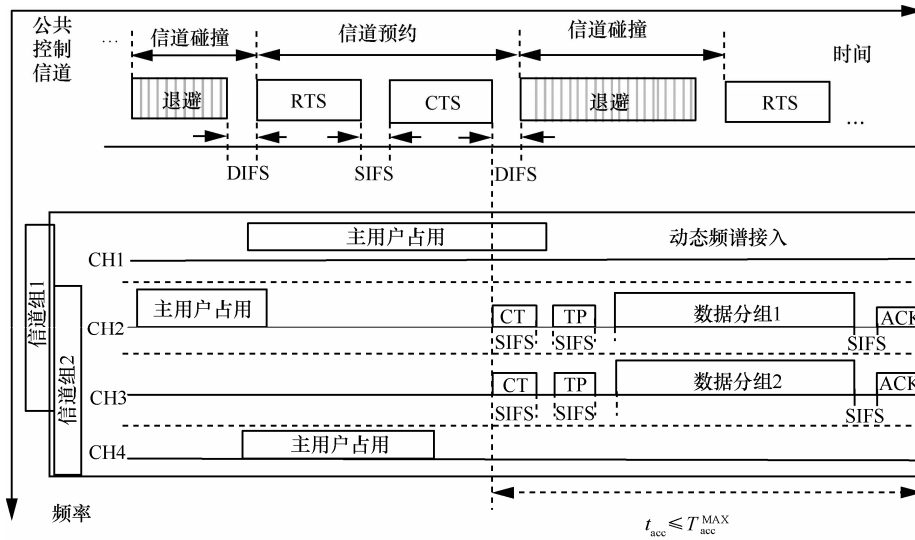 公共
控制
信道
…
信道碰撞
信道预约
信道碰撞
时间
退避
RTS
CTS
退避
RTS
…
DIFS
SIFS
DIFS
信道组1
信道组2
CH1
主用户占用
动态频谱接入
CH2
主用户占用
CT
TP
数据分组1
ACK
SIFS
SIFS
SIFS
CH3
CT
TP
数据分组2
ACK
SIFS
SIFS
SIFS
CH4
主用户占用
频率
t_acc ≤ T_acc^MAX